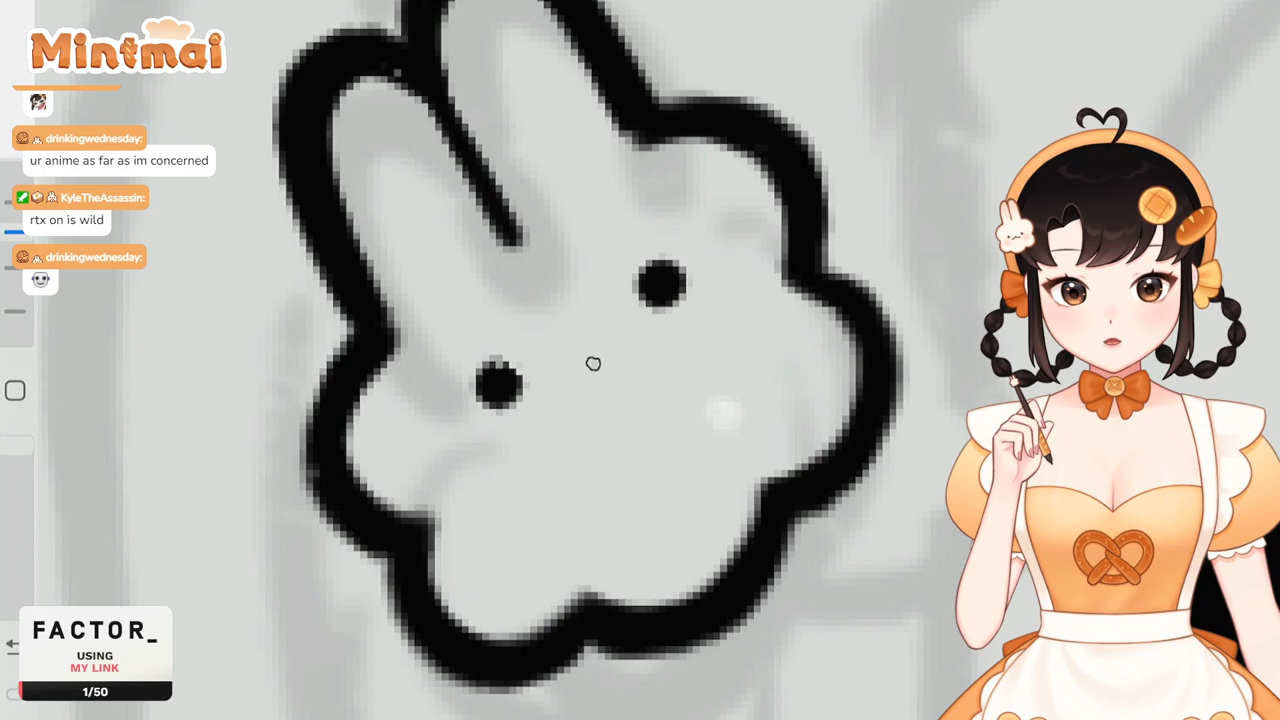 Mintmai
drinkingwednesday:
ur anime as far as im concerned
KyleTheAssassin:
rtx on is wild
drinkingwednesday:
FACTOR_
USING
MY LINK
1/50